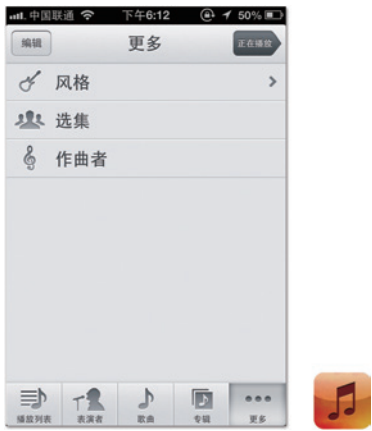 中国联通 下午6:12 50%
编辑 更多 正在播放
风格
选集
作曲者
播放列表 表演者 歌曲 专辑 更多